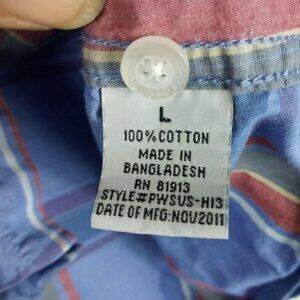 L
100% COTTON
MADE IN
BANGLADESH
RN 81913
STYLE#PWSUS-H13
DATE OF MFG:NOV2011